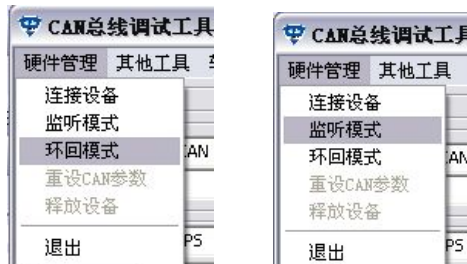 CAN总线调试工具
硬件管理 其他工具
连接设备
监听模式
环回模式
重设CAN参数
释放设备
退出
AN
PS
CAN总线调试工具
硬件管理 其他工具
连接设备
监听模式
环回模式
重设CAN参数
释放设备
退出
AN
PS